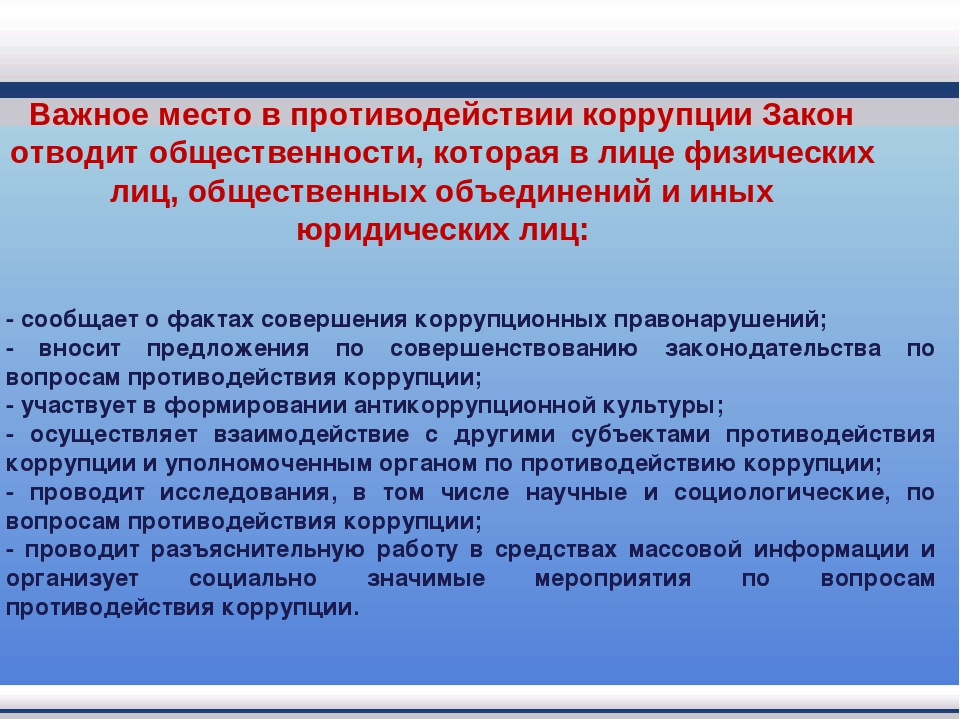 Важное место в противодействии коррупции Закон
отводит общественности, которая в лице физических
лиц, общественных объединений и иных
юридических лиц:
- сообщает о фактах совершения коррупционных правонарушений;
- вносит предложения по совершенствованию законодательства по
вопросам противодействия коррупции;
- участвует в формировании антикоррупционной культуры;
- осуществляет взаимодействие с другими субъектами противодействия
коррупции и уполномоченным органом по противодействию коррупции;
- проводит исследования, в том числе научные и социологические, по
вопросам противодействия коррупции;
- проводит разъяснительную работу в средствах массовой информации и
организует социально значимые мероприятия по вопросам
противодействия коррупции.